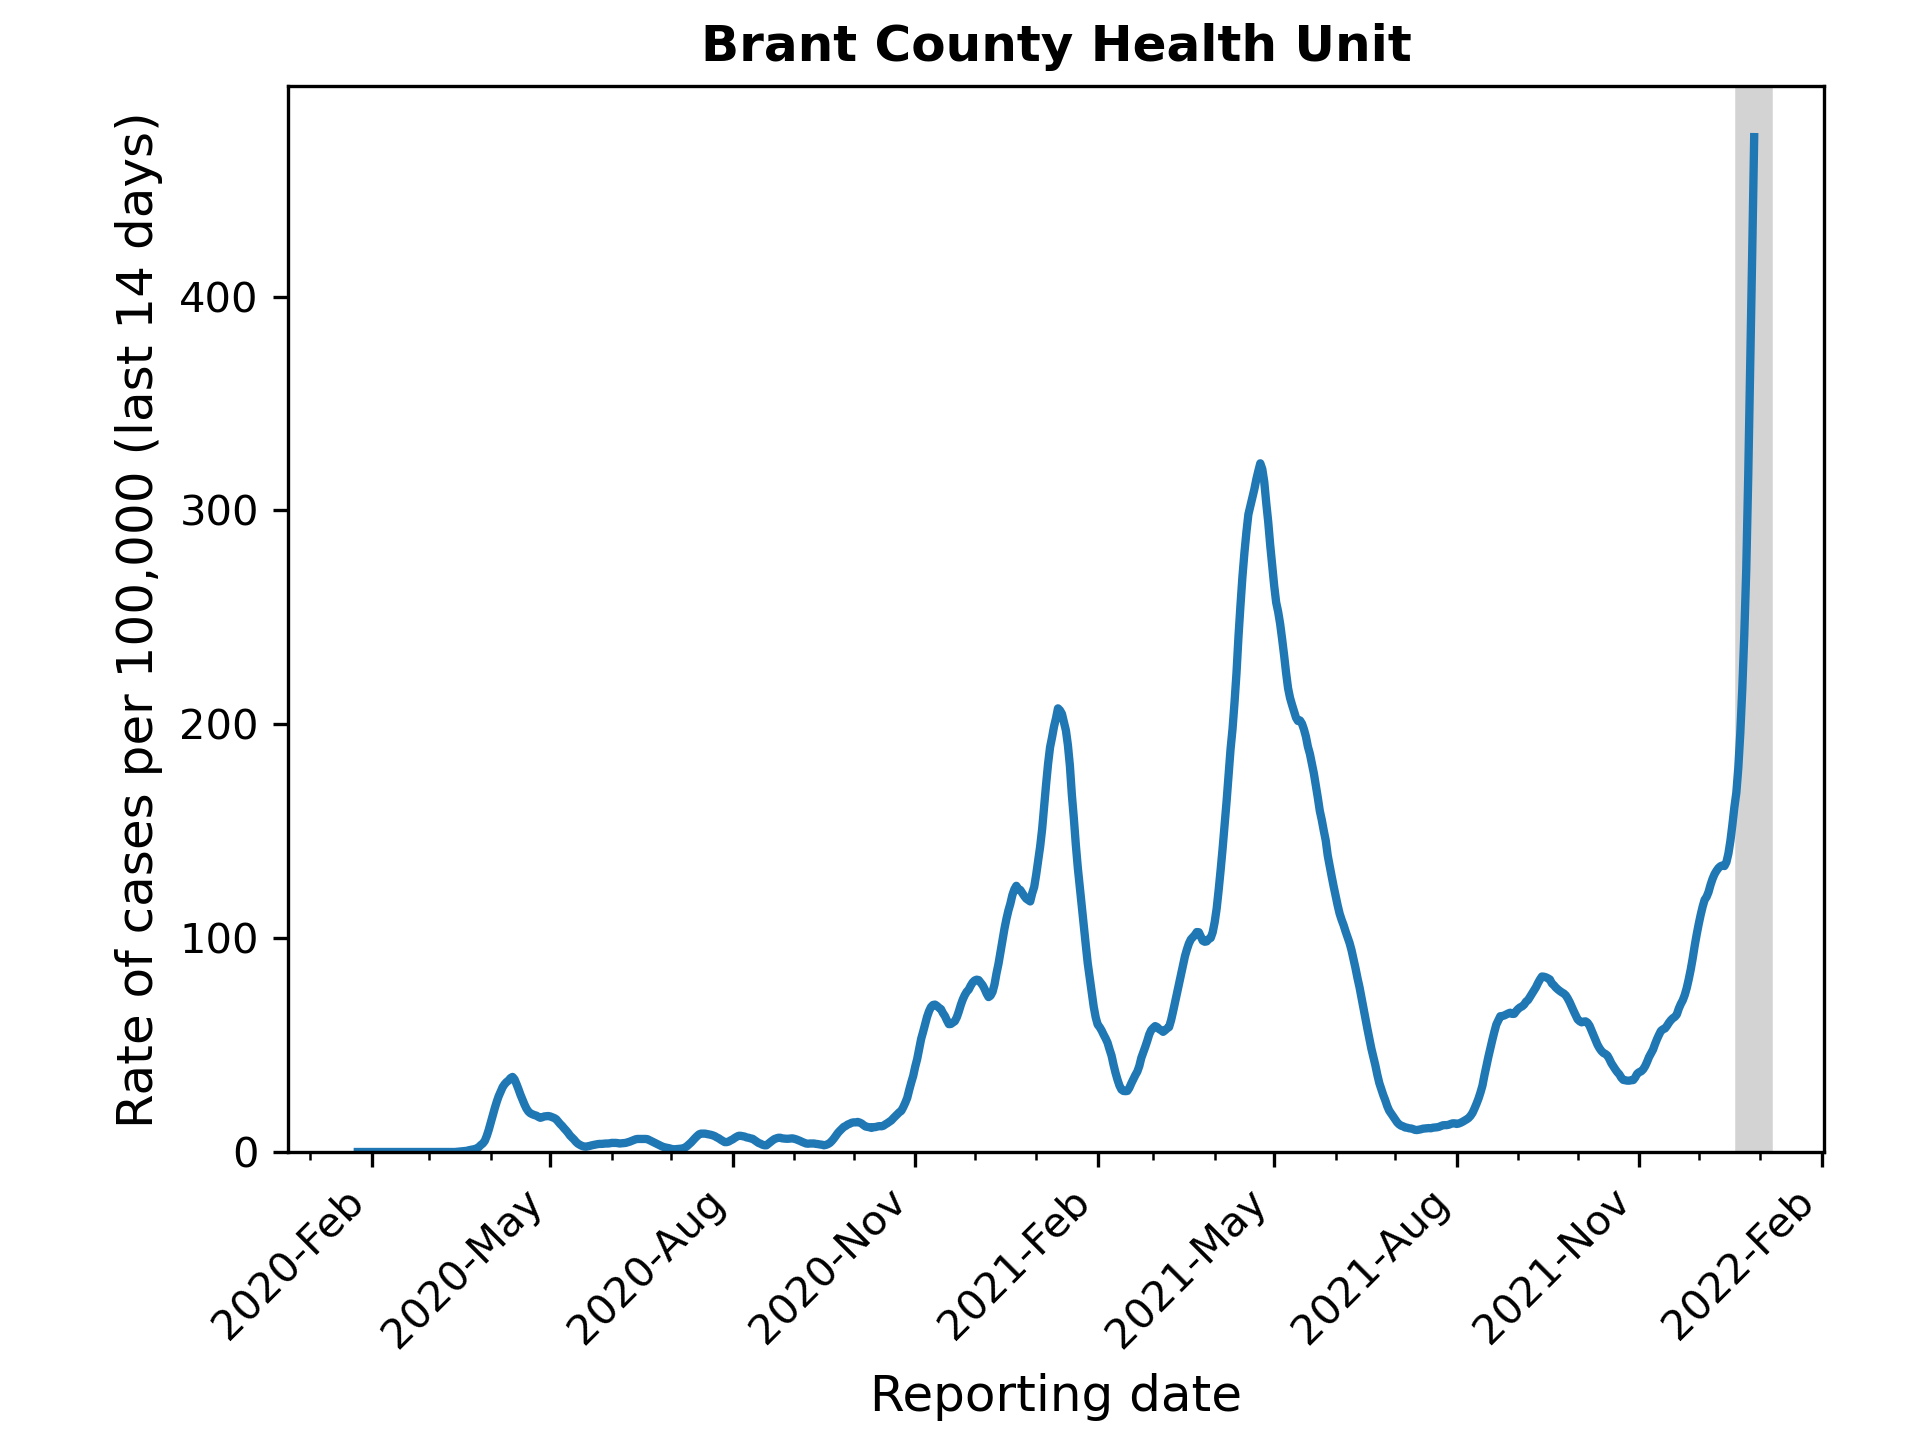 Brant County Health Unit
Rate of cases per 100,000 (last 14 days)
400
300
200
100
0
2020-Feb
2020-May
2020-Aug
2020-Nov
2021-Feb
2021-May
2021-Aug
2021-Nov
2022-Feb
Reporting date